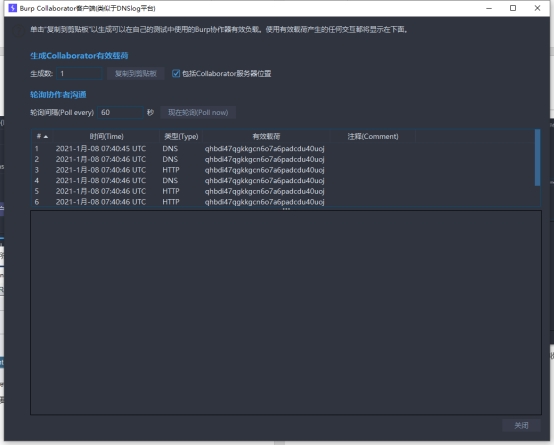 Burp Collaborator客户端(类似于DNSlog平台)
单击"复制到剪贴板"以生成可以在自己的测试中使用的Burp协作器有效负载。使用有效载荷产生的任何交互都将显示在下面。
生成Collaborator有效载荷
生成数: 1 复制到剪贴板 包括Collaborator服务器位置
轮询协作者沟通
轮询间隔(Poll every) 60 秒 现在轮询(Poll now)
# 时间(Time) 类型(Type) 有效载荷 注释(Comment)
1 2021-1月-08 07:40:45 UTC DNS qhbdi47qgkkgcn6o7a6padcdu40uoj
2 2021-1月-08 07:40:46 UTC DNS qhbdi47qgkkgcn6o7a6padcdu40uoj
3 2021-1月-08 07:40:46 UTC HTTP qhbdi47qgkkgcn6o7a6padcdu40uoj
4 2021-1月-08 07:40:46 UTC DNS qhbdi47qgkkgcn6o7a6padcdu40uoj
5 2021-1月-08 07:40:46 UTC HTTP qhbdi47qgkkgcn6o7a6padcdu40uoj
6 2021-1月-08 07:40:46 UTC HTTP qhbdi47qgkkgcn6o7a6padcdu40uoj
关闭